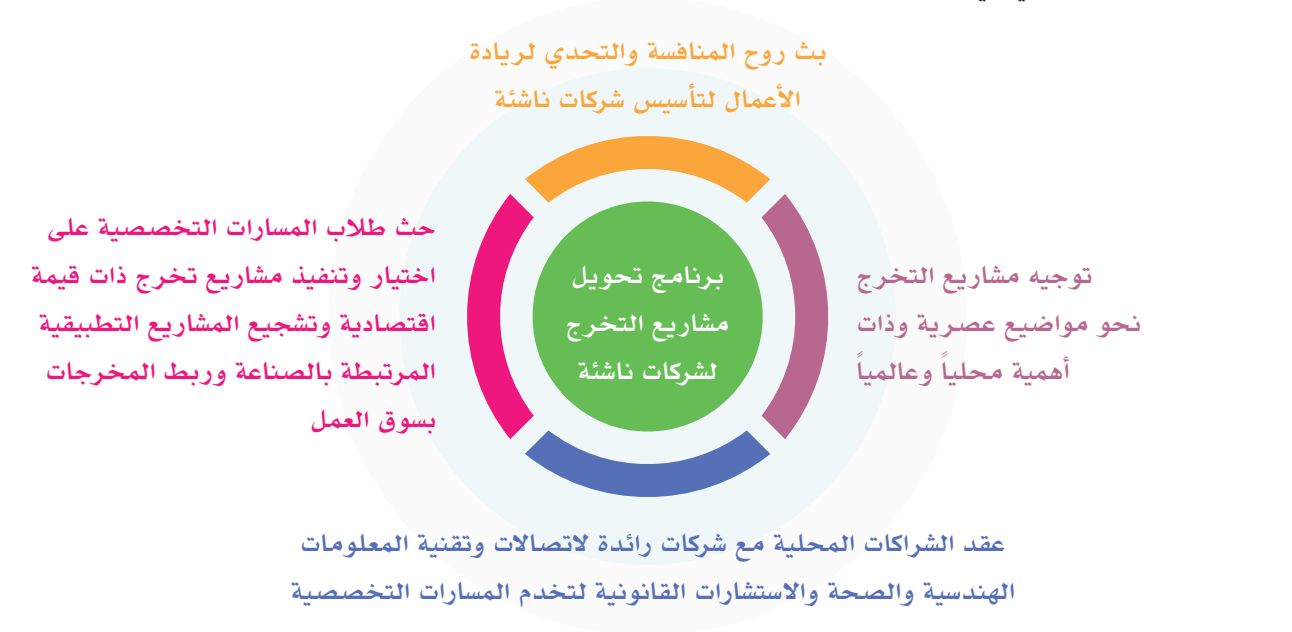 بث روح المنافسة والتحدي لريادة
الأعمال لتأسيس شركات ناشئة
توجيه مشاريع التخرج
نحو مواضيع عصرية وذات
أهمية محلياً وعالمياً
برنامج تحويل
مشاريع التخرج
لشركات ناشئة
حث طلاب المسارات التخصصية على
اختيار وتنفيذ مشاريع تخرج ذات قيمة
اقتصادية وتشجيع المشاريع التطبيقية
المرتبطة بالصناعة وربط المخرجات
بسوق العمل
عقد الشراكات المحلية مع شركات رائدة لاتصالات وتقنية المعلومات
الهندسية والصحة والاستشارات القانونية لتخدم المسارات التخصصية